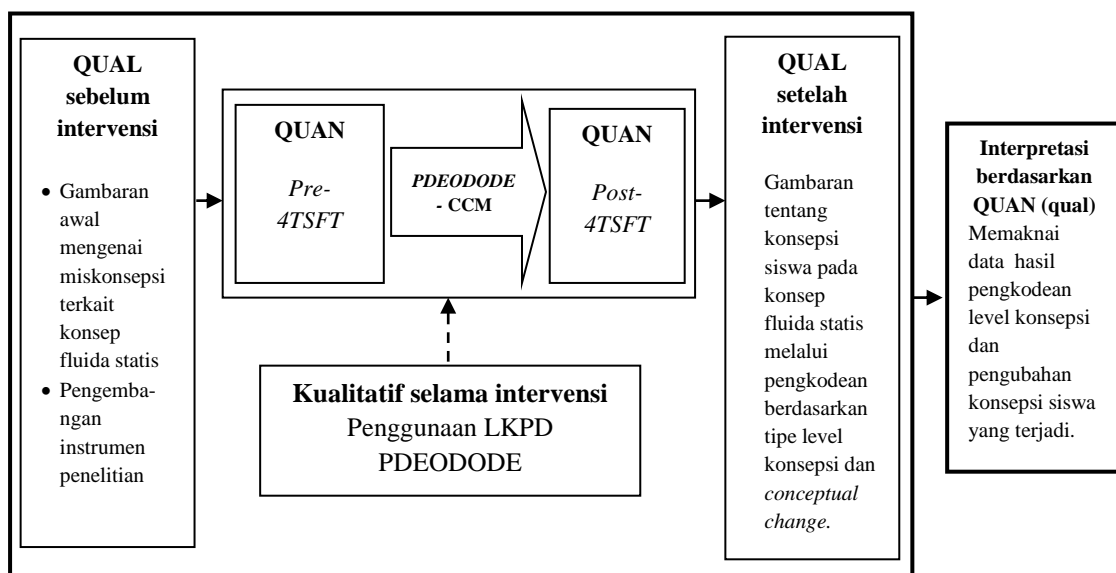 QUAL
sebelum
intervensi
• Gambaran
awal
mengenai
miskonsepsi
terkait
konsep
fluida statis
• Pengemba-
ngan
instrumen
penelitian
QUAN
Pre-
4TSFT
PDEODODE
- CCM
QUAN
Post-
4TSFT
Kualitatif selama intervensi
Penggunaan LKPD
PDEODODE
QUAL
setelah
intervensi
Gambaran
tentang
konsepsi
siswa pada
konsep
fluida statis
melalui
pengkodean
berdasarkan
tipe level
konsepsi dan
conceptual
change.
Interpretasi
berdasarkan
QUAN (qual)
Memaknai
data hasil
pengkodean
level konsepsi
dan
pengubahan
konsepsi siswa
yang terjadi.